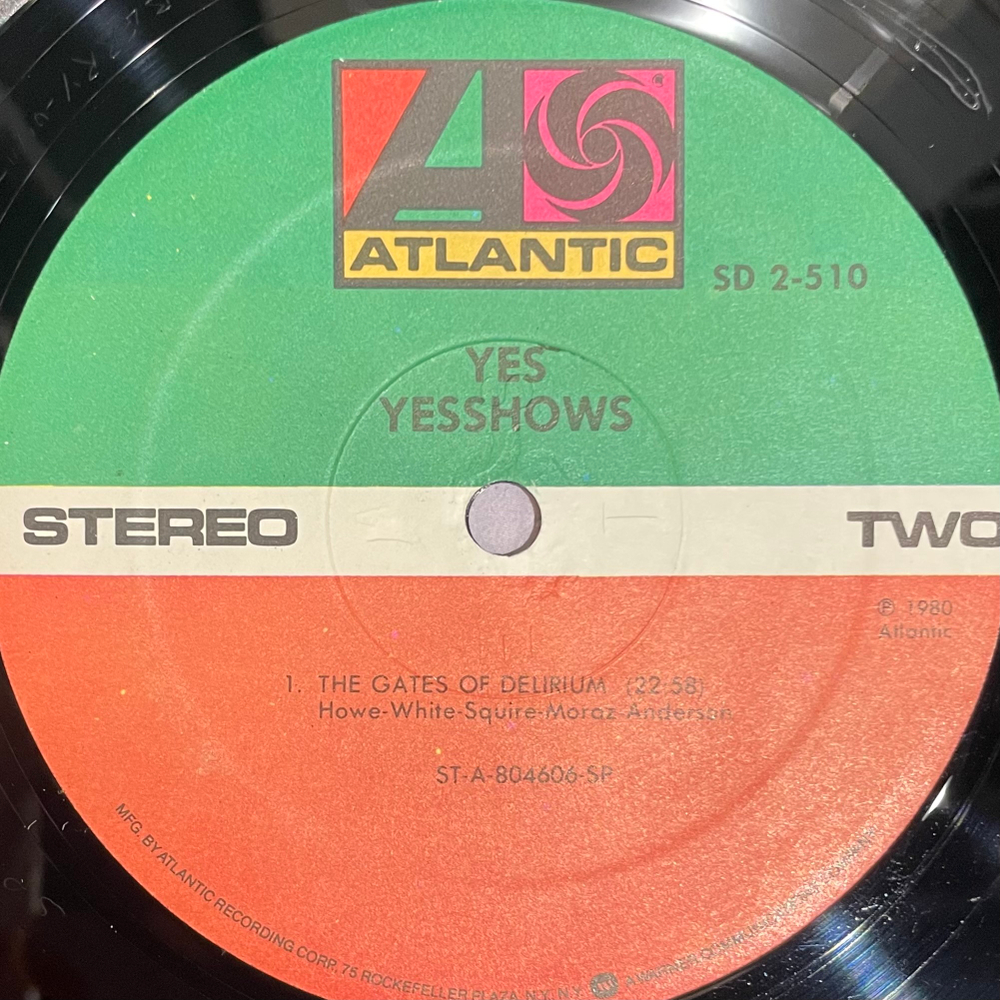 ATLANTIC
SD 2-510
YES
YESSHOWS
STEREO
TWO
℗ 1980
Atlantic
1. THE GATES OF DELIRIUM (22:58)
Howe-White-Squire-Moraz-Anderson
ST-A-804606-SP
MFG. BY ATLANTIC RECORDING CORP., 75 ROCKEFELLER PLAZA, N.Y., N.Y.